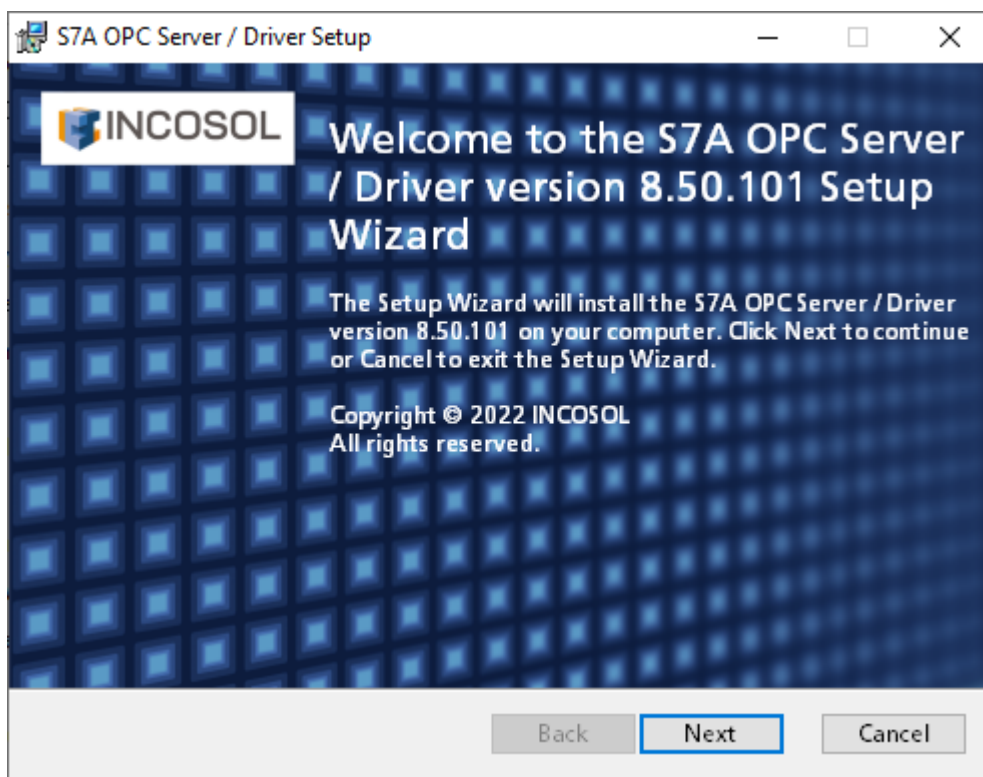 S7A OPC Server / Driver Setup
INCOSOL
Welcome to the S7A OPC Server
/ Driver version 8.50.101 Setup
Wizard
The Setup Wizard will install the S7A OPC Server / Driver
version 8.50.101 on your computer. Click Next to continue
or Cancel to exit the Setup Wizard.
Copyright © 2022 INCOSOL
All rights reserved.
Back
Next
Cancel